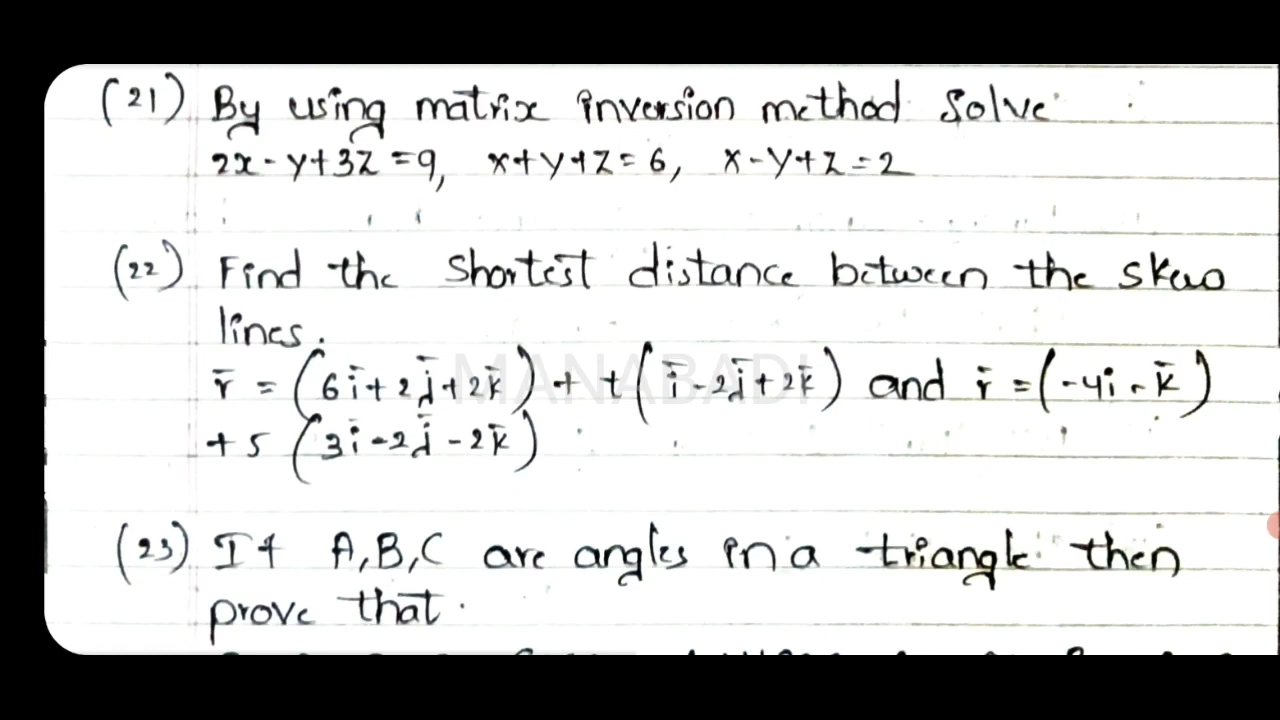 (21) By using matrix inversion method solve
2x - y + 3z = 9, x + y + z = 6, x - y + z = 2
(22) Find the shortest distance between the skew
lines.
r̄ = (6ī + 2j̄ + 2k̄) + t(ī - 2j̄ + 2k̄) and r̄ = (-4i - k̄)
+ s(3ī - 2j̄ - 2k̄)
MANABADI
(23) If A, B, C are angles in a triangle then
prove that.